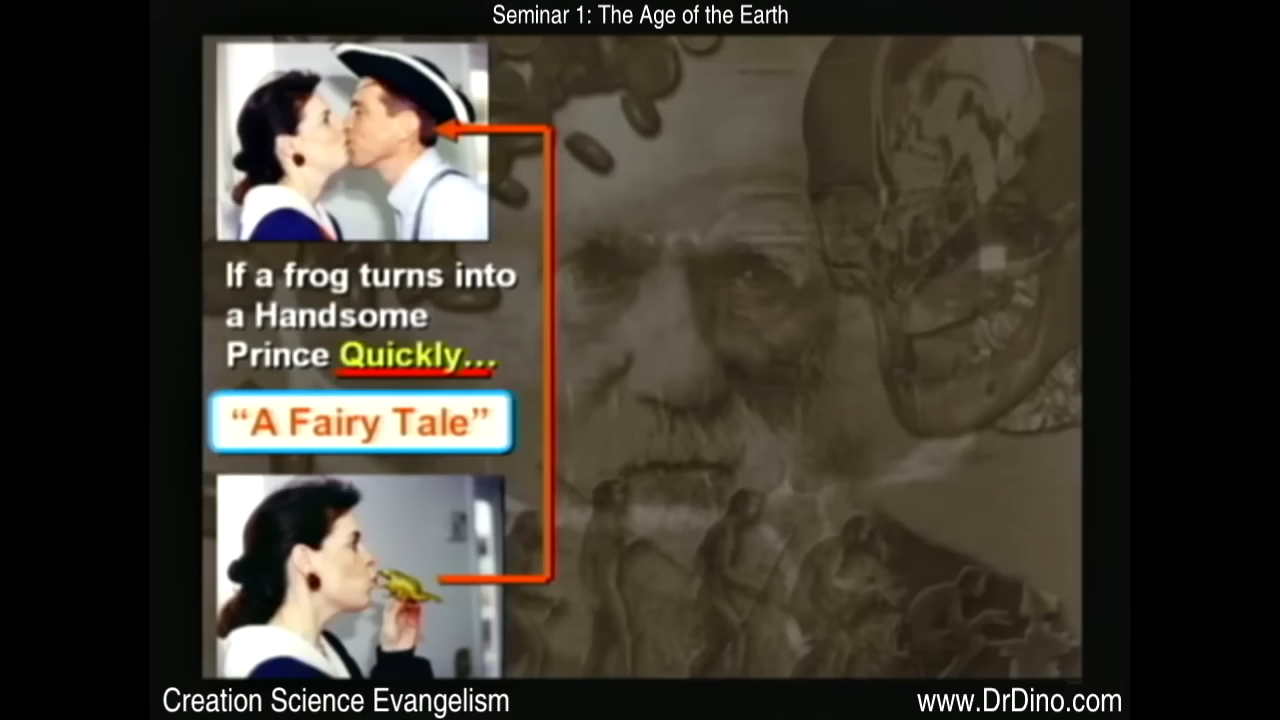 Seminar 1: The Age of the Earth
If a frog turns into
a Handsome
Prince Quickly...
“A Fairy Tale”
Creation Science Evangelism
www.DrDino.com